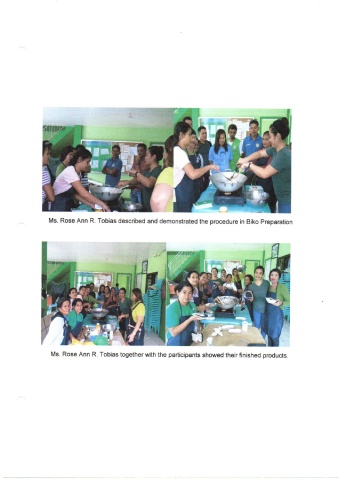 Ms. Rose Ann R. Tobias described and demonstrated the procedure in Biko Preparation
Ms. Rose Ann R. Tobias together with the participants showed their finished products.